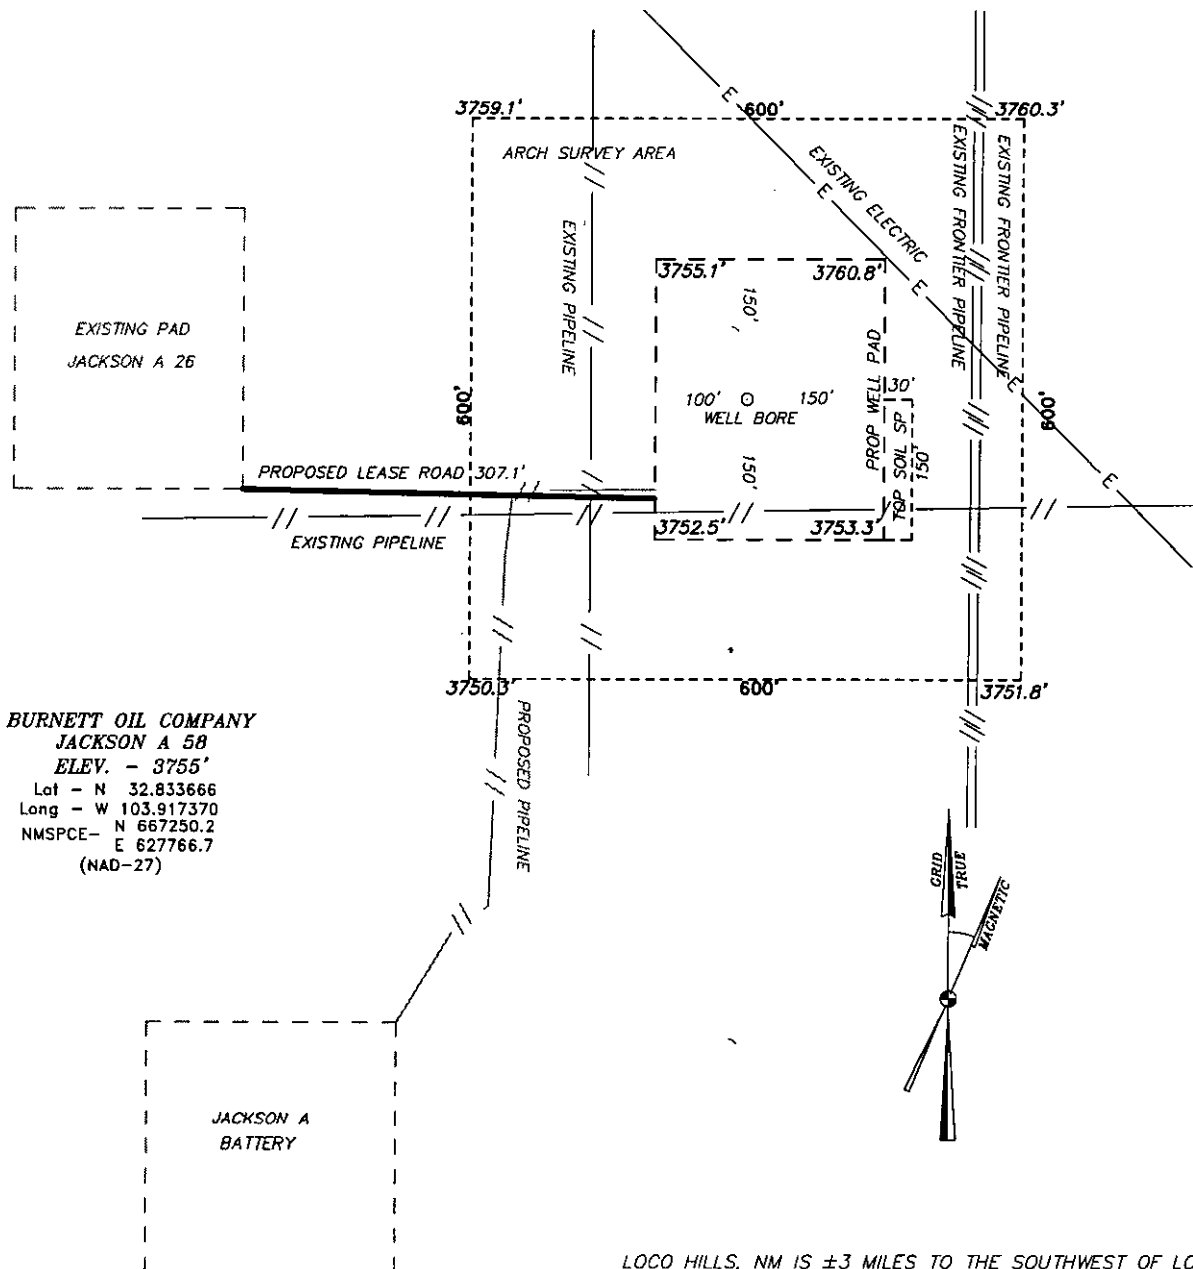 3759.1'
600'
3760.3'
ARCH SURVEY AREA
E
EXISTING ELECTRIC
E
E
E
E
EXISTING FRONTIER PIPELINE
EXISTING FRONTIER PIPELINE
EXISTING PIPELINE
3755.1'
3760.8'
EXISTING PAD
JACKSON A 26
150'
PROP WELL PAD
30'
600'
100'
150'
600'
WELL BORE
TOP SOIL SP
150'
150'
PROPOSED LEASE ROAD 307.1'
3752.5'
3753.3'
EXISTING PIPELINE
3750.3'
600'
3751.8'
PROPOSED PIPELINE
BURNETT OIL COMPANY
JACKSON A 58
ELEV. - 3755'
Lat - N 32.833666
Long - W 103.917370
NMSPCE- N 667250.2
E 627766.7
(NAD-27)
GRID
TRUE
MAGNETIC
JACKSON A
BATTERY
LOCO HILLS, NM IS ±3 MILES TO THE SOUTHWEST OF LO